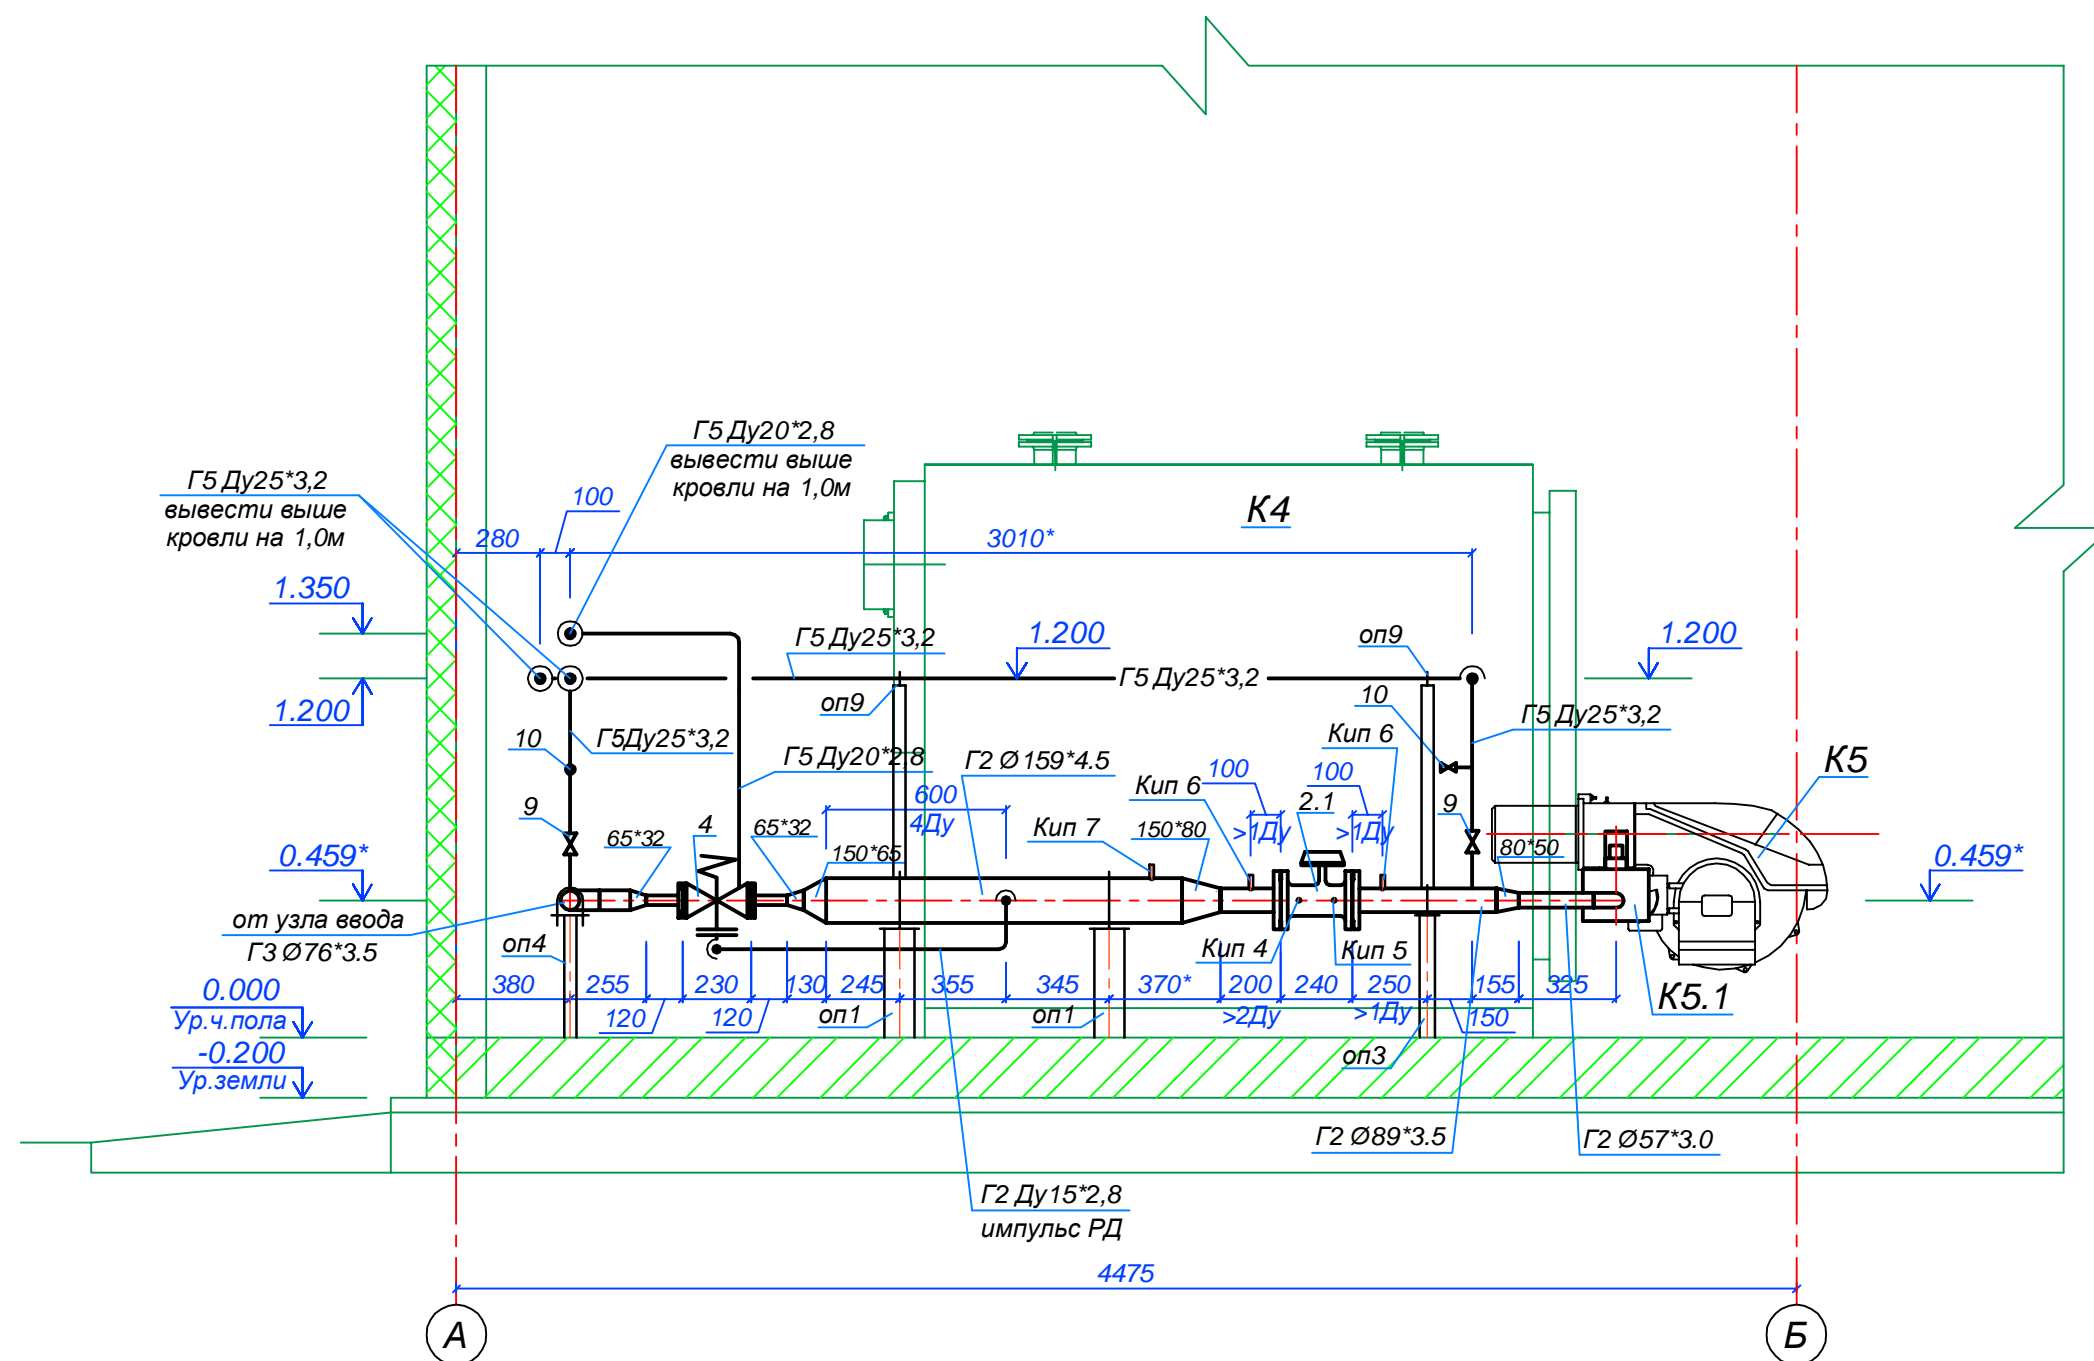 Г5 Ду20*2,8
вывести выше
кровли на 1,0м
Г5 Ду25*3,2
вывести выше
кровли на 1,0м
100
К4
280
3010*
1.350
Г5 Ду25*3,2
1.200
оп9
1.200
Г5 Ду25*3,2
1.200
оп9
10
Г5 Ду25*3,2
10
Г5Ду25*3,2
Кип 6
Г5 Ду20*2,8
Г2 Ø159*4.5
К5
100
100
Кип 6
600
2.1
9
4
9
4Ду
Кип 7
>1Ду
>1Ду
65*32
65*32
150*80
150*65
80*50
0.459*
0.459*
от узла ввода
Г3 Ø76*3.5
оп4
Кип 4
Кип 5
380
255
230
130
245
355
345
370*
200
240
250
155
325
0.000
Ур.ч.пола
120
120
оп1
оп1
>2Ду
>1Ду
150
К5.1
-0.200
Ур.земли
оп3
Г2 Ø89*3.5
Г2 Ø57*3.0
Г2 Ду15*2,8
импульс РД
4475
А
Б